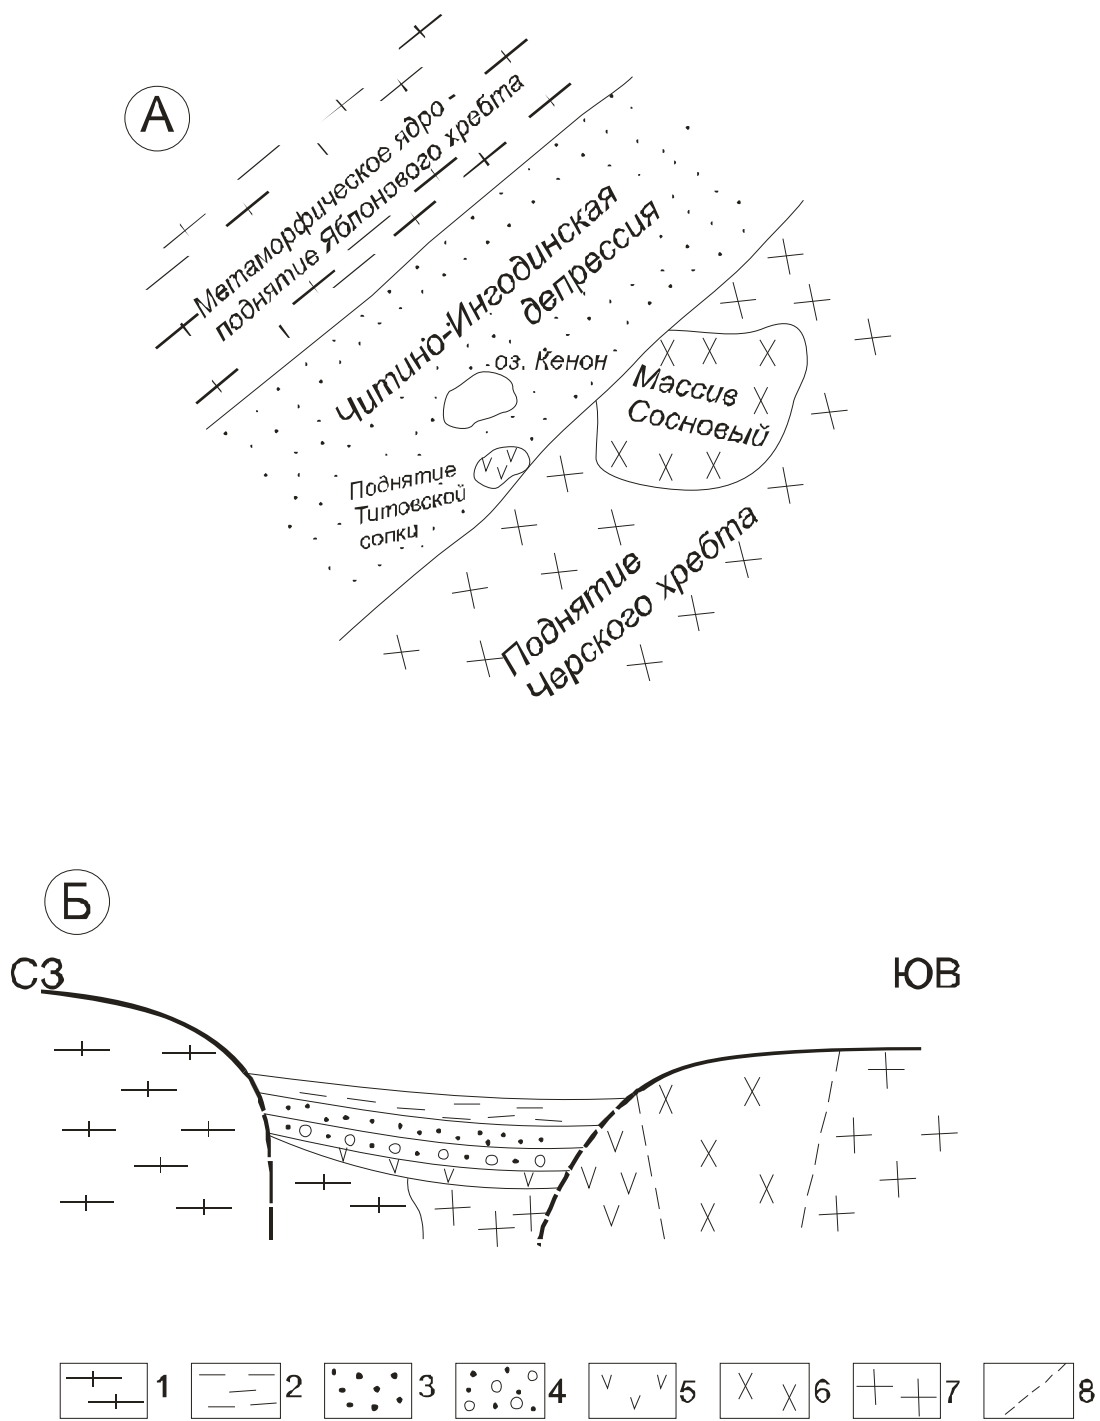 А
Метаморфическое ядро -
поднятие Яблонового хребта
Читино-Ингодинская
депрессия
оз. Кенон
Массив
Сосновый
Поднятие
Титовской
сопки
Поднятие
Черского хребта
Б
СЗ
ЮВ
1
2
3
4
5
6
7
8